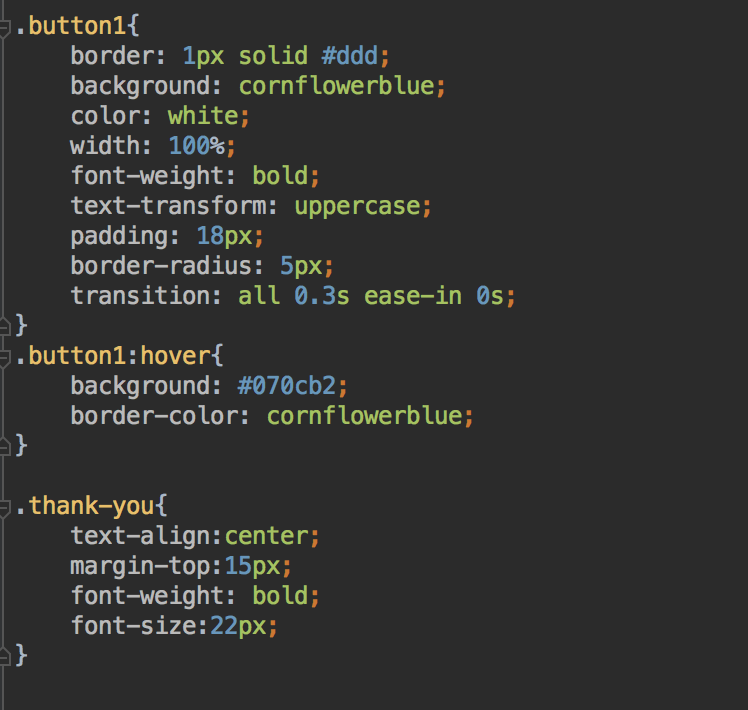 .button1{
    border: 1px solid #ddd;
    background: cornflowerblue;
    color: white;
    width: 100%;
    font-weight: bold;
    text-transform: uppercase;
    padding: 18px;
    border-radius: 5px;
    transition: all 0.3s ease-in 0s;
}
.button1:hover{
    background: #070cb2;
    border-color: cornflowerblue;
}

.thank-you{
    text-align:center;
    margin-top:15px;
    font-weight: bold;
    font-size:22px;
}